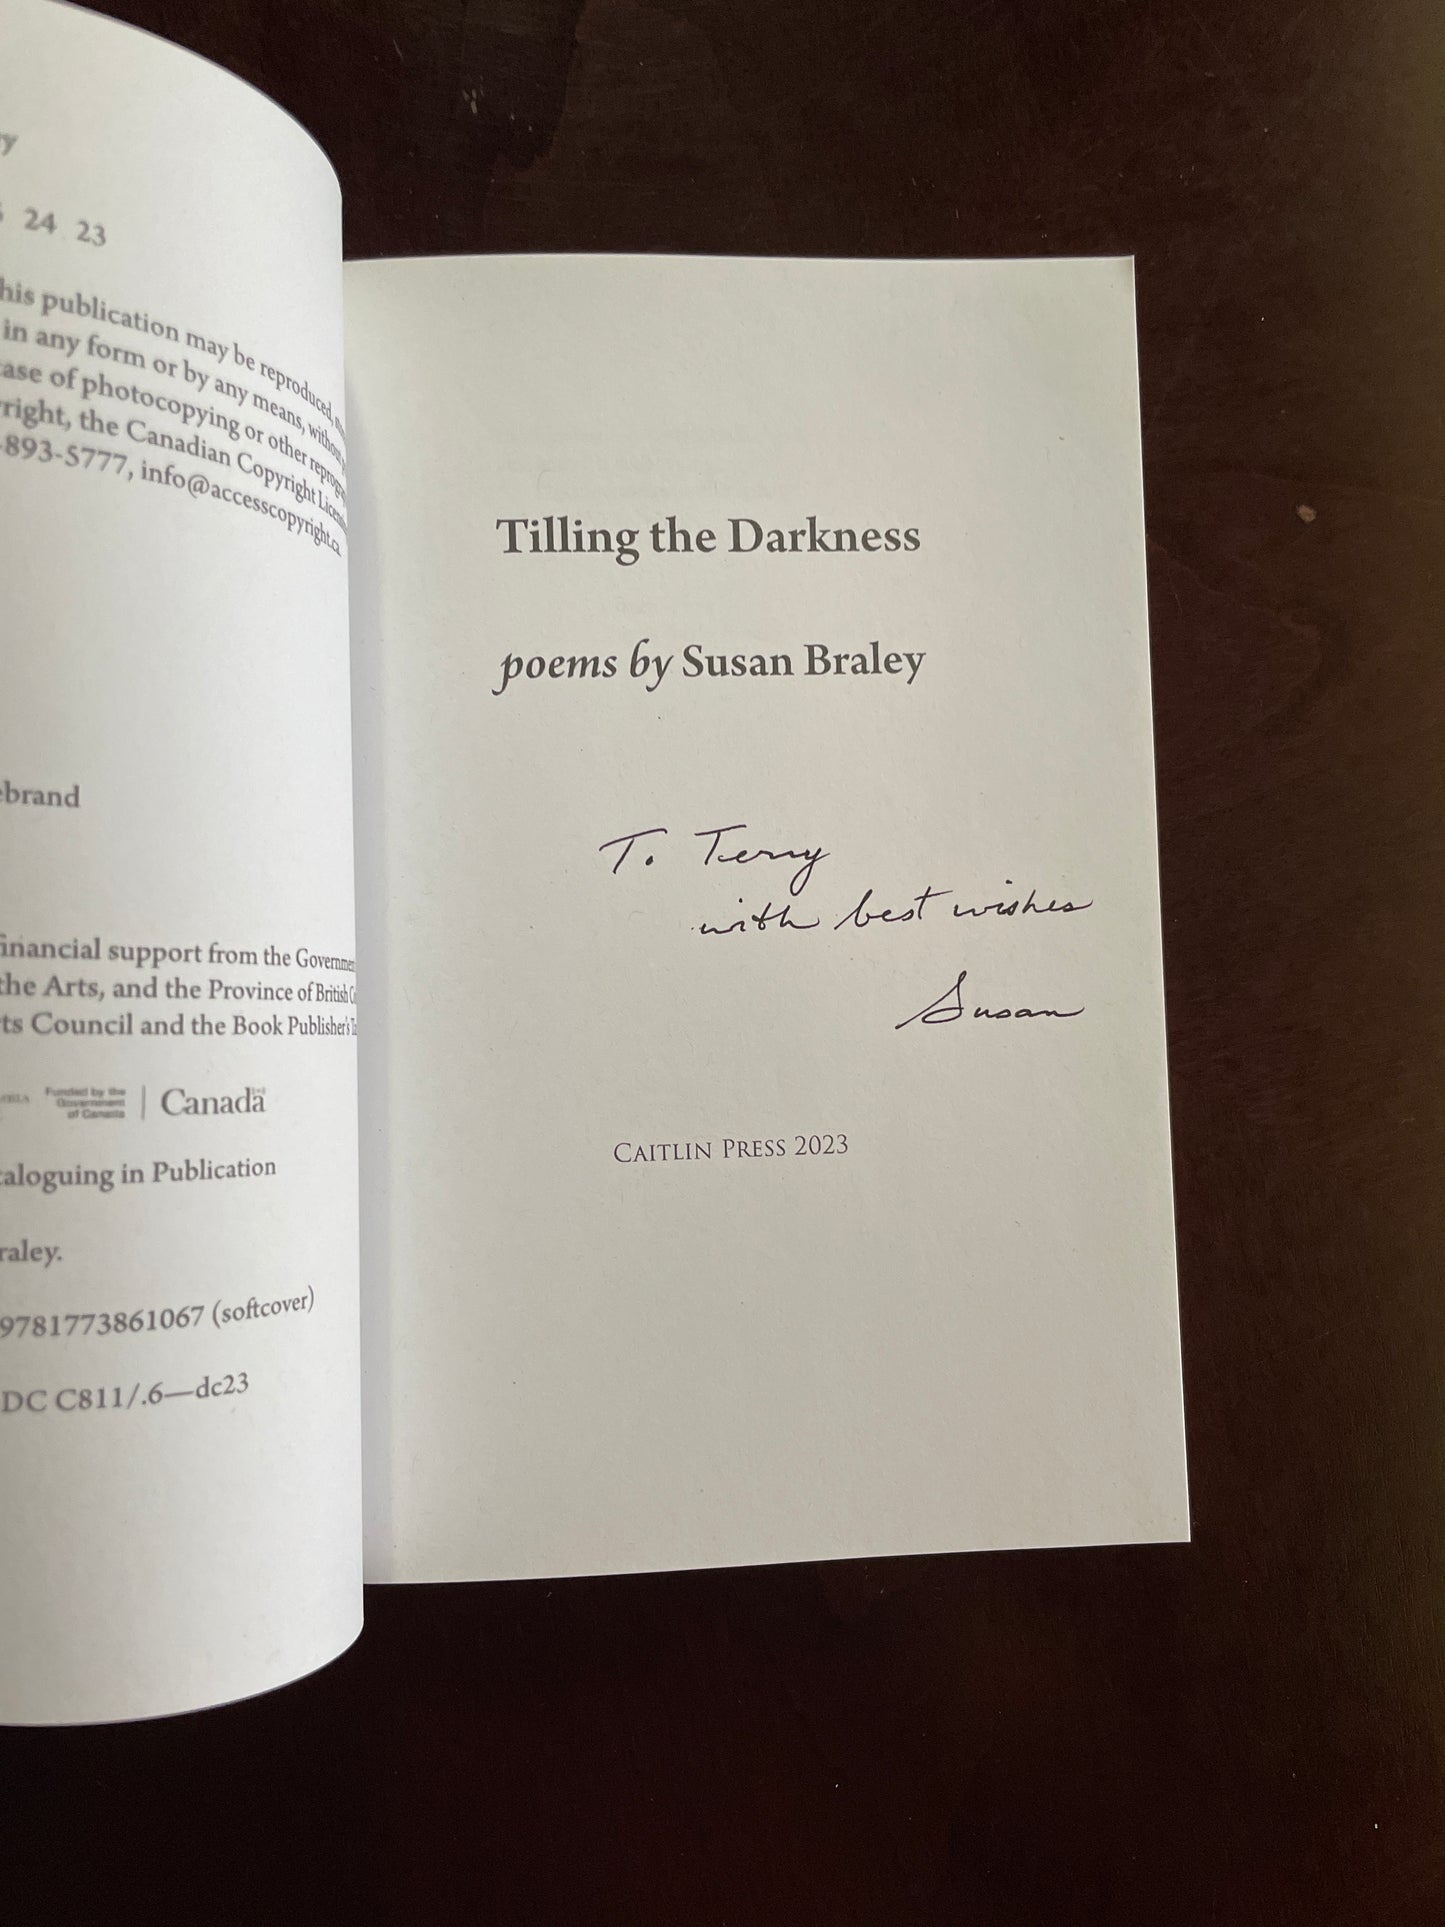 24 23
his publication may be reproduced,
in any form or by any means, without
ase of photocopying or other
right, the Canadian Copyright
-893-5777, info@accesscopyright.ca
ebrand
inancial support from the Governmen
the Arts, and the Province of British
ts Council and the Book Publisher's
Funded by the
Government
of Canada
Canada
aloguing in Publication
raley.
9781773861067 (softcover)
DC C811/.6—dc23
Tilling the Darkness
poems by Susan Braley
To Terry
with best wishes
Susan
CAITLIN PRESS 2023